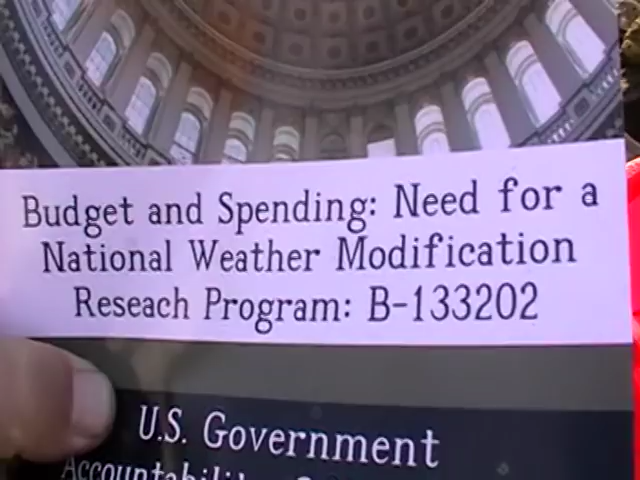 Budget and Spending: Need for a
National Weather Modification
Reseach Program: B-133202
U.S. Government